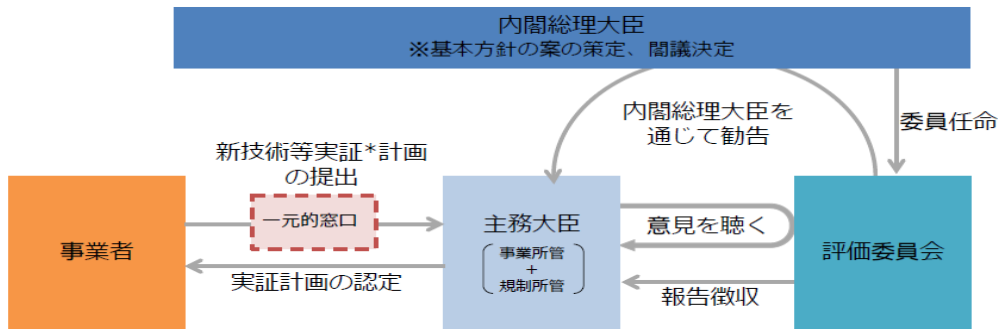 内閣総理大臣
※基本方針の案の策定、閣議決定
内閣総理大臣を
通じて勧告
委員任命
新技術等実証*計画
の提出
一元的窓口
事業者
主務大臣
事業所管
+
規制所管
意見を聴く
評価委員会
実証計画の認定
報告徴収